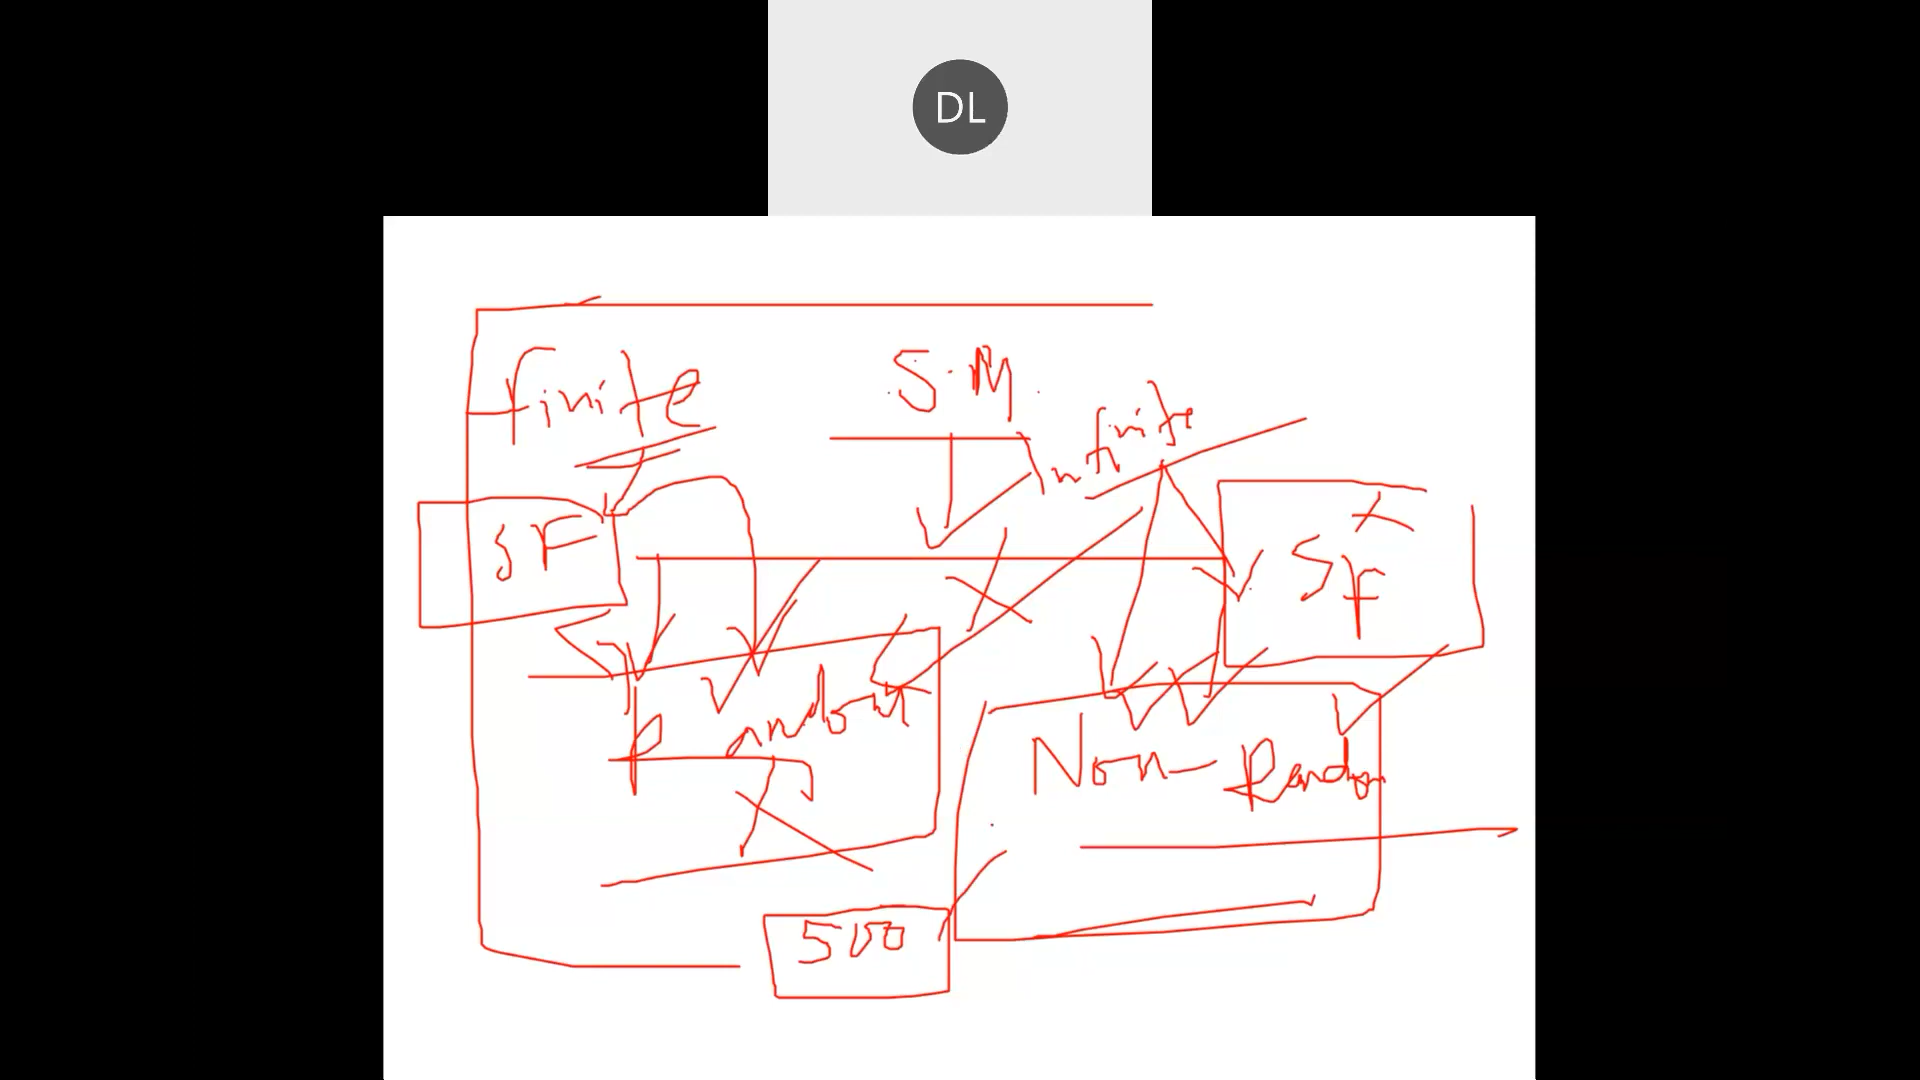 DL
finite
S.M.
Infinite
SF
SF
Random
Non-Random
500